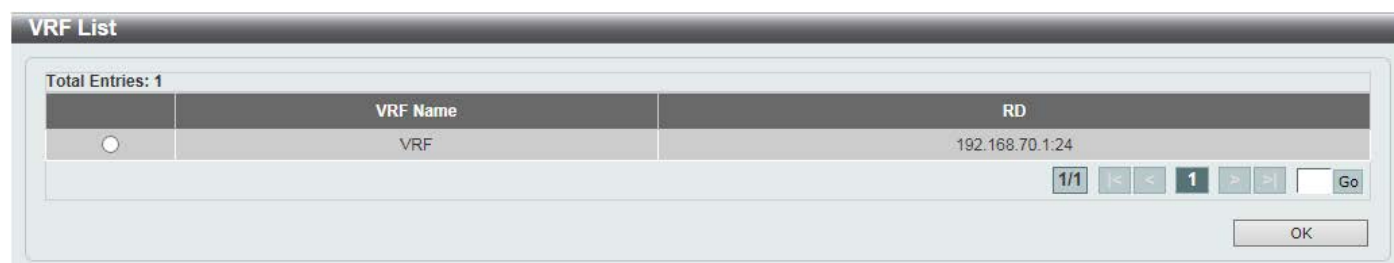 VRF List
Total Entries: 1
VRF Name RD
VRF 192.168.70.1:24
1/1 |< < 1 > >| Go
OK